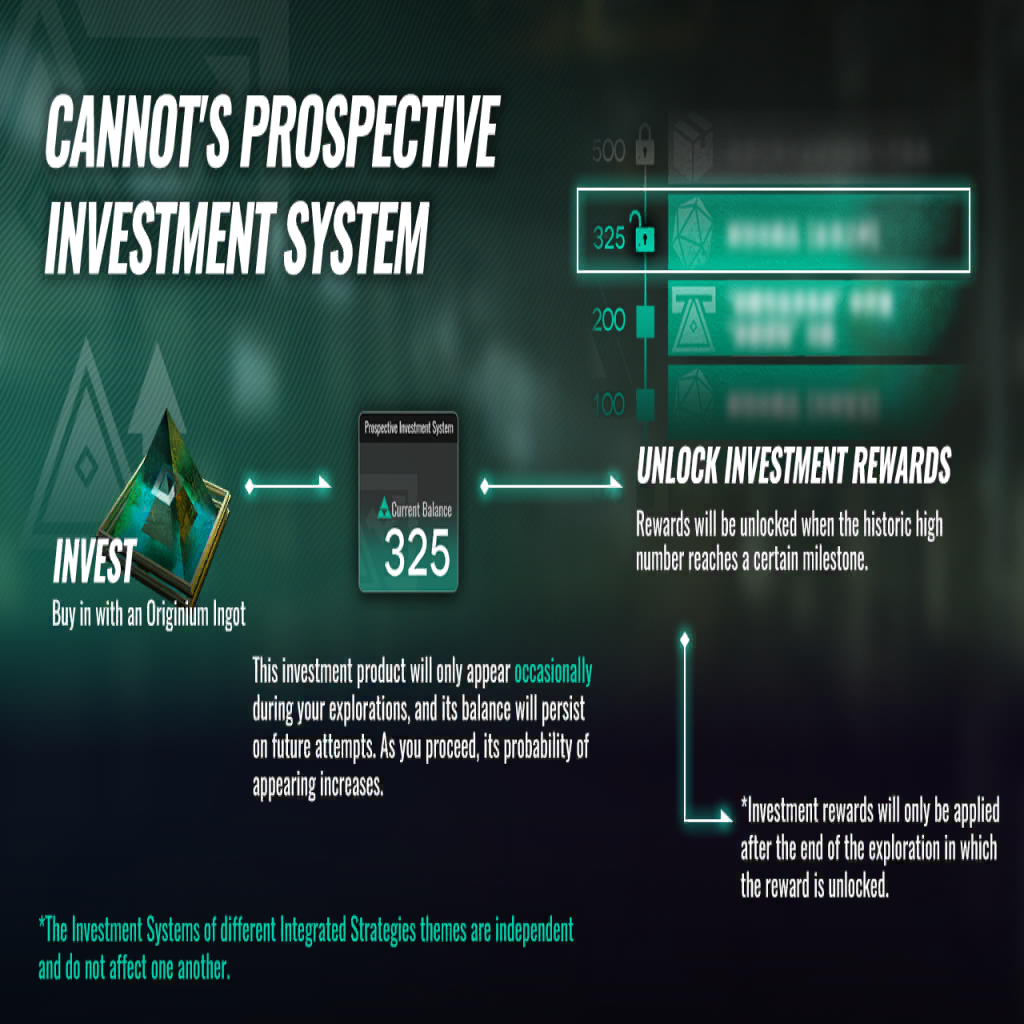 CANNOT'S PROSPECTIVE
INVESTMENT SYSTEM
500
325
200
100
INVEST
Buy in with an Originium Ingot
Prospective Investment System
Current Balance
325
UNLOCK INVESTMENT REWARDS
Rewards will be unlocked when the historic high
number reaches a certain milestone.
This investment product will only appear occasionally
during your explorations, and its balance will persist
on future attempts. As you proceed, its probability of
appearing increases.
*Investment rewards will only be applied
after the end of the exploration in which
the reward is unlocked.
*The Investment Systems of different Integrated Strategies themes are independent
and do not affect one another.